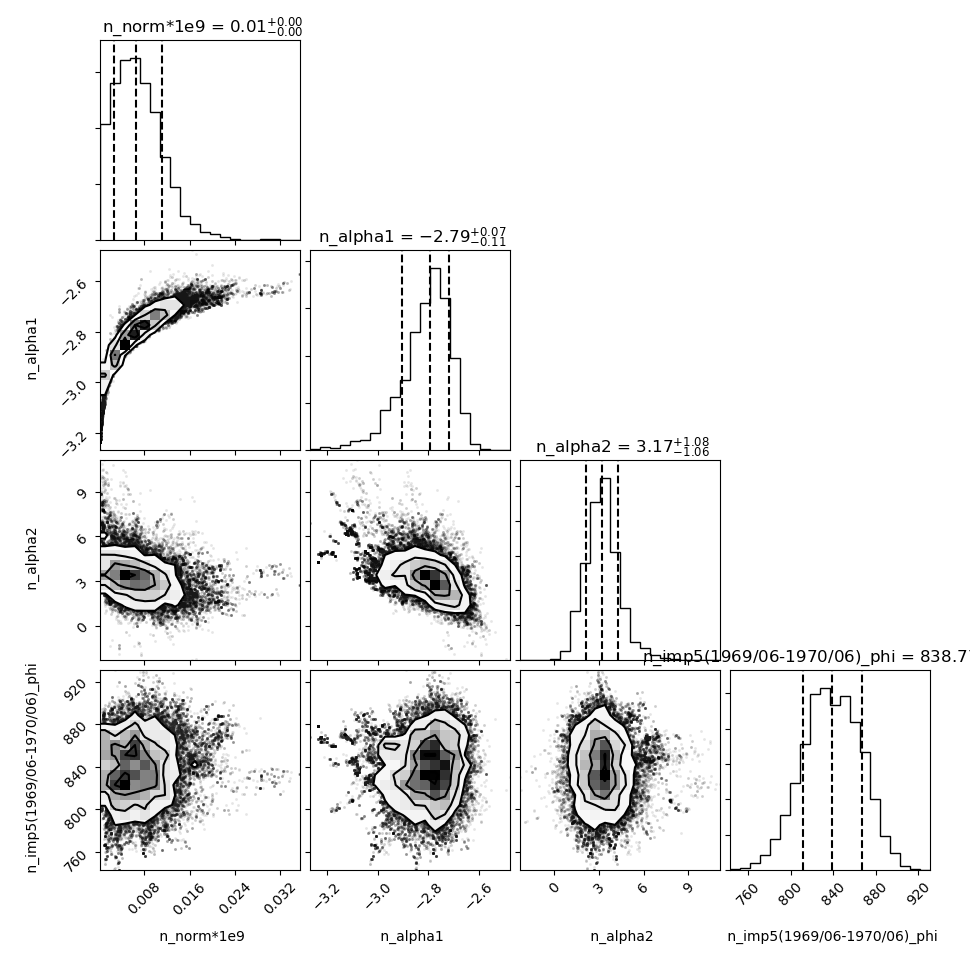 n_norm*1e9 = 0.01+0.00−0.00
n_alpha1 = −2.79+0.07−0.11
−2.6
−2.8
−3.0
−3.2
n_alpha1
n_alpha2 = 3.17+1.08−1.06
9
6
3
0
n_alpha2
n_imp5(1969/06-1970/06)_phi = 838.7
920
880
840
800
760
n_imp5(1969/06-1970/06)_phi
0.008 0.016 0.024 0.032
−3.2 −3.0 −2.8 −2.6
0 3 6 9
760 800 840 880 920
n_norm*1e9
n_alpha1
n_alpha2
n_imp5(1969/06-1970/06)_phi